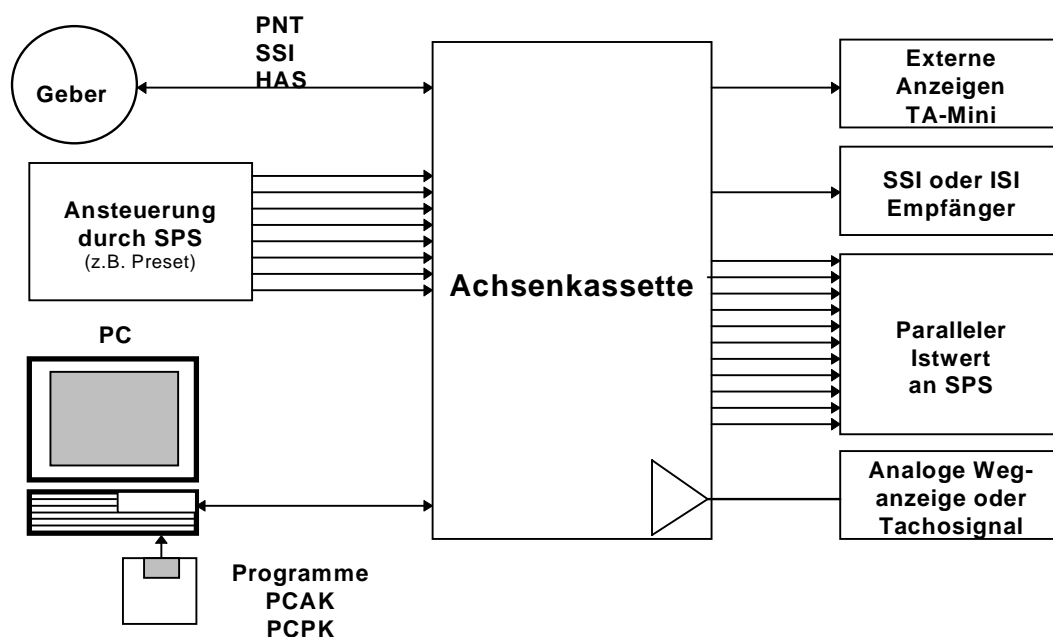 PNT
SSI
HAS
Geber
Ansteuerung
durch SPS
(z.B. Preset)
PC
Programme
PCAK
PCPK
Achsenkassette
Externe
Anzeigen
TA-Mini
SSI oder ISI
Empfänger
Paralleler
Istwert
an SPS
Analoge Weg-
anzeige oder
Tachosignal